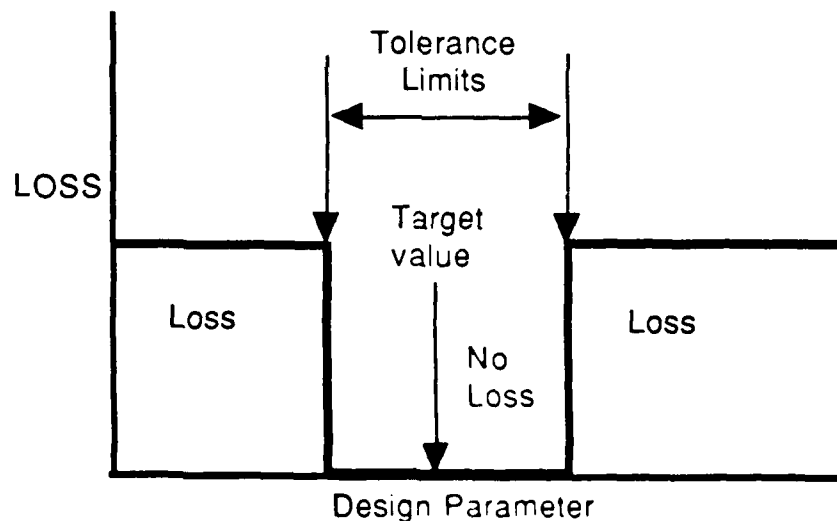 Tolerance
Limits
LOSS
Target
value
Loss
Loss
No
Loss
Design Parameter